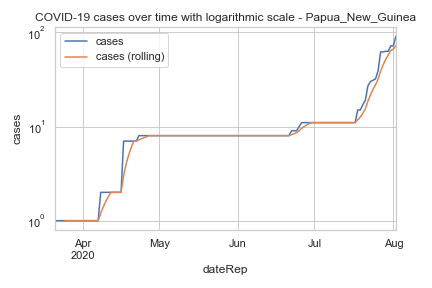 COVID-19 cases over time with logarithmic scale - Papua_New_Guinea
cases
cases (rolling)
10²
10¹
10⁰
cases
Apr
2020
May
Jun
Jul
Aug
dateRep